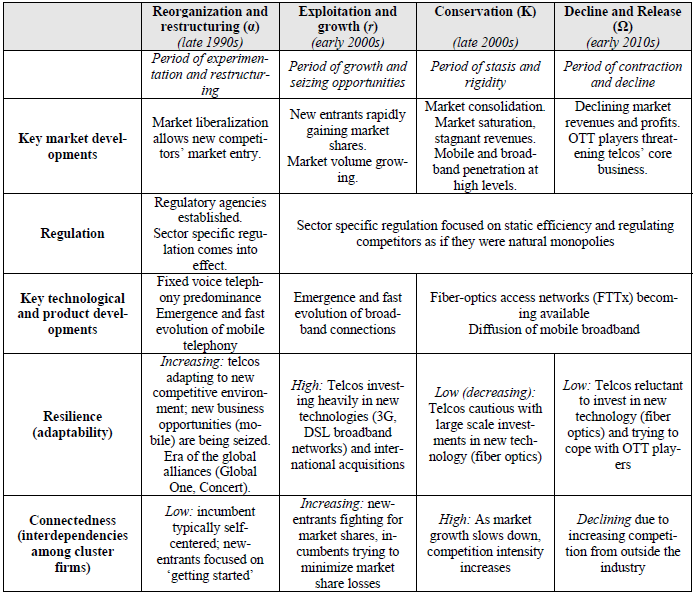 Reorganization and
restructuring (α)
(late 1990s)
Exploitation and
growth (r)
(early 2000s)
Conservation (K)
(late 2000s)
Decline and Release
(Ω)
(early 2010s)
Period of experimen-
tation and restructur-
ing
Period of growth and
seizing opportunities
Period of stasis and
rigidity
Period of contraction
and decline
Key market devel-
opments
Market liberalization
allows new competi-
tors’ market entry.
New entrants rapidly
gaining market
shares.
Market volume grow-
ing.
Market consolidation.
Market saturation,
stagnant revenues.
Mobile and broad-
band penetration at
high levels.
Declining market
revenues and profits.
OTT players threat-
ening telcos’ core
business.
Regulation
Regulatory agencies
established.
Sector specific regu-
lation comes into
effect.
Sector specific regulation focused on static efficiency and regulating
competitors as if they were natural monopolies
Key technological
and product devel-
opments
Fixed voice teleph-
ony predominance
Emergence and fast
evolution of mobile
telephony
Emergence and fast
evolution of broad-
band connections
Fiber-optics access networks (FTTx) becom-
ing available
Diffusion of mobile broadband
Resilience
(adaptability)
Increasing: telcos
adapting to new
competitive environ-
ment; new business
opportunities (mo-
bile) are being seized.
Era of the global
alliances (Global
One, Concert).
High: Telcos invest-
ing heavily in new
technologies (3G,
DSL broadband
networks) and inter-
national acquisitions
Low (decreasing):
Telcos cautious with
large scale invest-
ments in new tech-
nology (fiber optics)
Low: Telcos reluctant
to invest in new
technology (fiber
optics) and trying to
cope with OTT play-
ers
Connectedness
(interdependencies
among cluster
firms)
Low: incumbent
typically self-
centered; new-
entrants focused on
‘getting started’
Increasing: new-
entrants fighting for
market shares, in-
cumbents trying to
minimize market
share losses
High: As market
growth slows down,
competition intensity
increases
Declining due to
increasing competi-
tion from outside the
industry